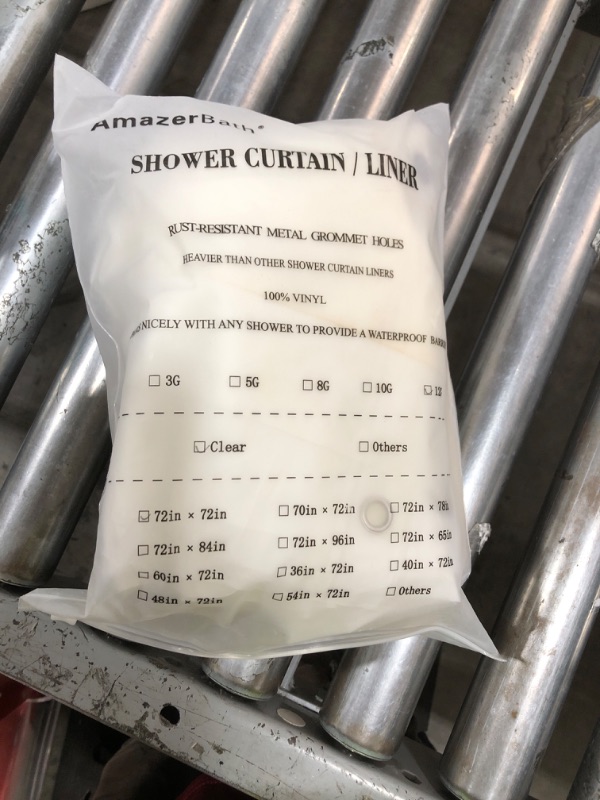 AmazerBath
SHOWER CURTAIN / LINER
RUST-RESISTANT METAL GROMMET HOLES
HEAVIER THAN OTHER SHOWER CURTAIN LINERS
100% VINYL
NICELY WITH ANY SHOWER TO PROVIDE A WATERPROOF
☐ 3G ☐ 5G ☐ 8G ☐ 10G ☑
☑ Clear ☐ Others
☑ 72in × 72in ☐ 70in × 72in ☐ 72in × 78in
☐ 72in × 84in ☐ 72in × 96in ☐ 72in × 65in
☐ 60in × 72in ☐ 36in × 72in ☐ 40in × 72in
☐ 48in × 72in ☐ 54in × 72in ☐ Others